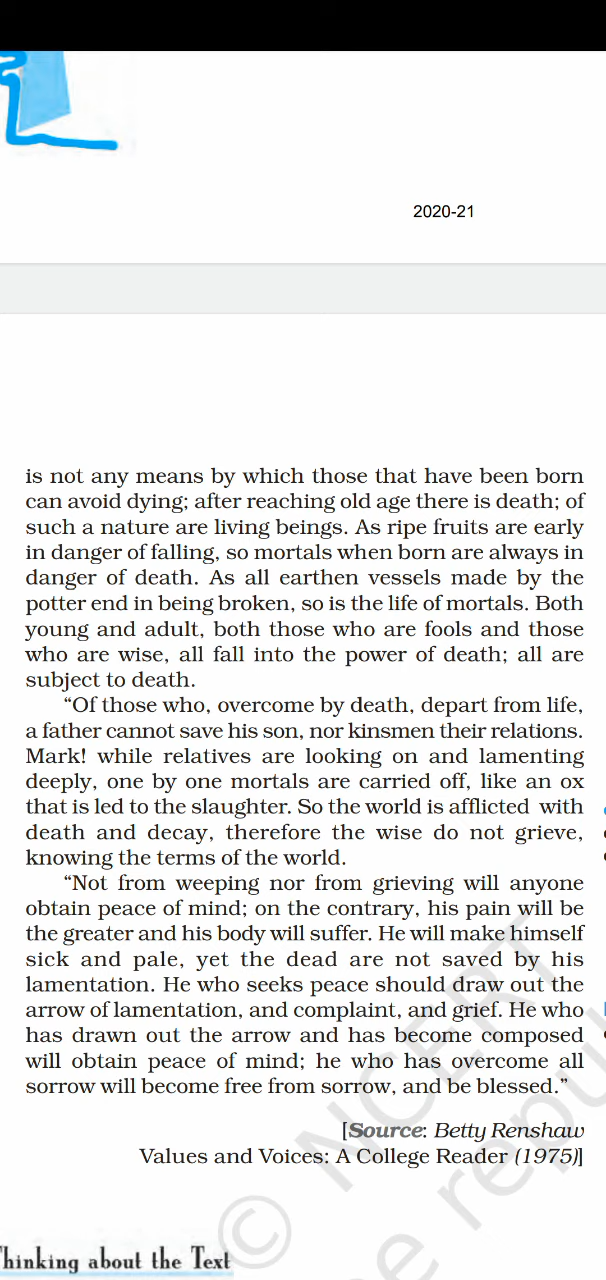 2020-21
is not any means by which those that have been born
can avoid dying; after reaching old age there is death; of
such a nature are living beings. As ripe fruits are early
in danger of falling, so mortals when born are always in
danger of death. As all earthen vessels made by the
potter end in being broken, so is the life of mortals. Both
young and adult, both those who are fools and those
who are wise, all fall into the power of death; all are
subject to death.
“Of those who, overcome by death, depart from life,
a father cannot save his son, nor kinsmen their relations.
Mark! while relatives are looking on and lamenting
deeply, one by one mortals are carried off, like an ox
that is led to the slaughter. So the world is afflicted with
death and decay, therefore the wise do not grieve,
knowing the terms of the world.
“Not from weeping nor from grieving will anyone
obtain peace of mind; on the contrary, his pain will be
the greater and his body will suffer. He will make himself
sick and pale, yet the dead are not saved by his
lamentation. He who seeks peace should draw out the
arrow of lamentation, and complaint, and grief. He who
has drawn out the arrow and has become composed
will obtain peace of mind; he who has overcome all
sorrow will become free from sorrow, and be blessed.”
[Source: Betty Renshaw
Values and Voices: A College Reader (1975)]
hinking about the Text
© NCERT
e repu